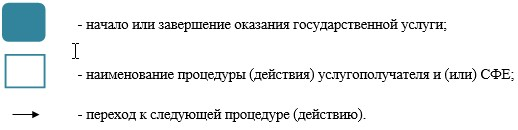 - начало или завершение оказания государственной услуги;
- наименование процедуры (действия) услугополучателя и (или) СФЕ;
- переход к следующей процедуре (действию).